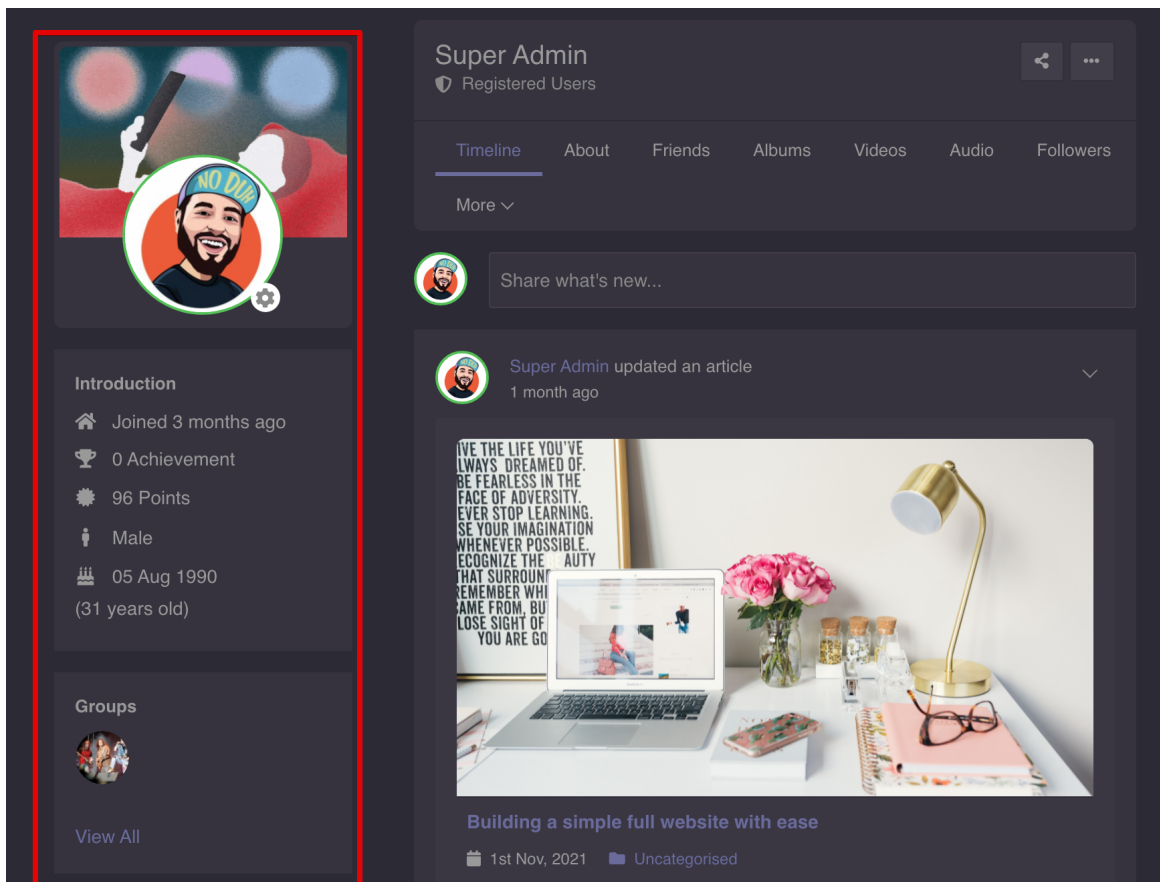 NO DUH
Introduction
Joined 3 months ago
0 Achievement
96 Points
Male
05 Aug 1990
(31 years old)
Groups
View All
Super Admin
Registered Users
Timeline About Friends Albums Videos Audio Followers
More
Share what's new...
Super Admin updated an article
1 month ago
IVE THE LIFE YOU'VE
LWAYS DREAMED OF.
BE FEARLESS IN THE
FACE OF ADVERSITY.
EVER STOP LEARNING.
SE YOUR IMAGINATION
WHENEVER POSSIBLE.
ECOGNIZE THE BEAUTY
THAT SURROUN
REMEMBER WH
AME FROM, BU
LOSE SIGHT OF
YOU ARE GO
Building a simple full website with ease
1st Nov, 2021 Uncategorised